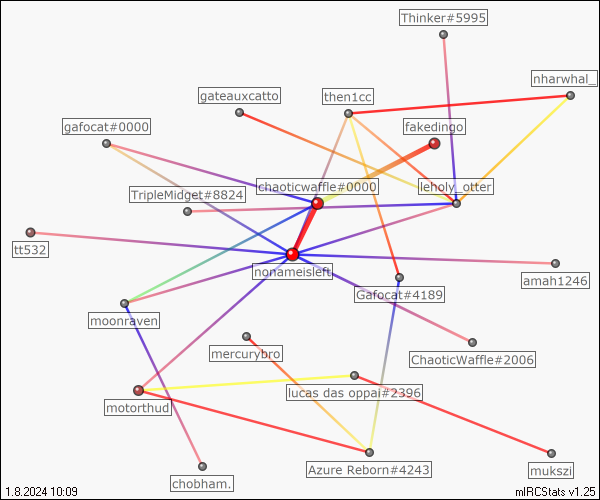 Thinker#5995
nharwhal_
gateauxcatto
then1cc
gafocat#0000
fakedingo
chaoticwaffle#0000
leholy_otter
TripleMidget#8824
tt532
nonameisleft
amah1246
Gafocat#4189
moonraven
mercurybro
ChaoticWaffle#2006
lucas das oppai#2396
motorthud
Azure Reborn#4243
mukszi
chobham.
1.8.2024 10:09
mIRCStats v1.25